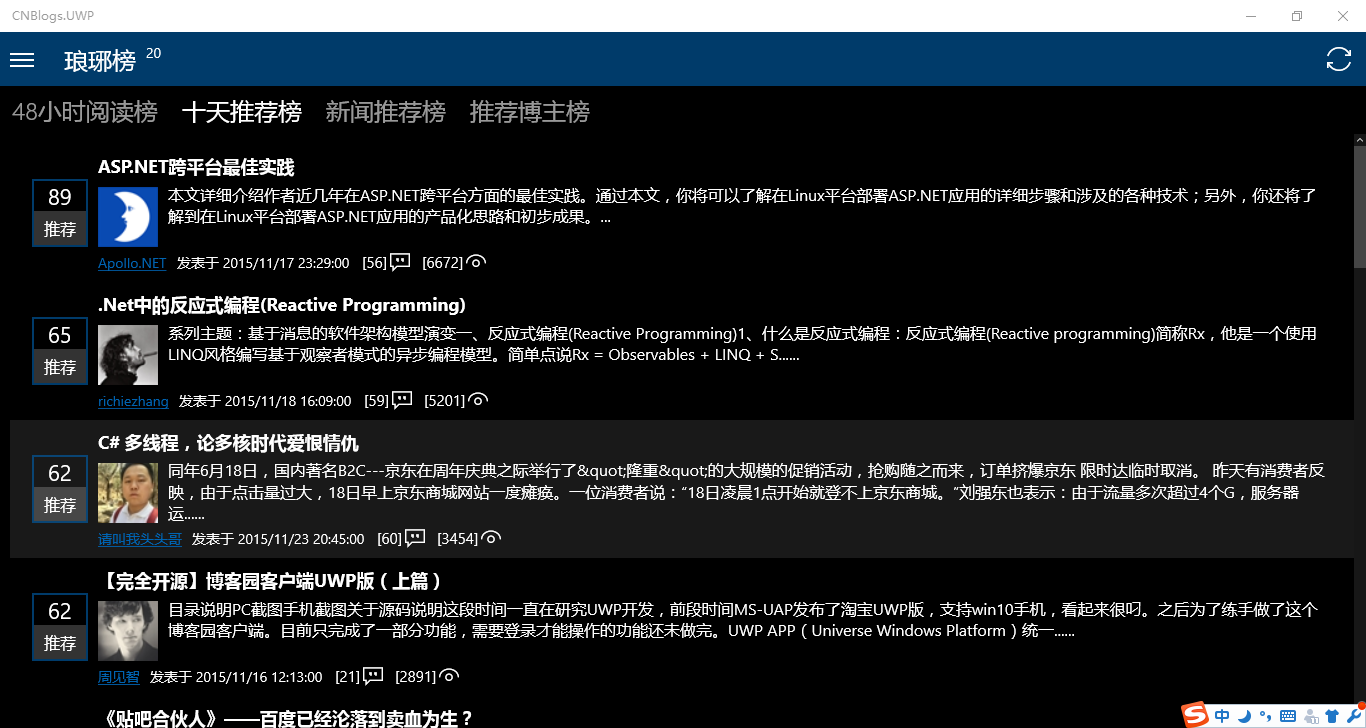 CNBlogs.UWP
琅琊榜 20
48小时阅读榜 十天推荐榜 新闻推荐榜 推荐博主榜
ASP.NET跨平台最佳实践
89
推荐
本文详细介绍作者近几年在ASP.NET跨平台方面的最佳实践。通过本文，你将可以了解在Linux平台部署ASP.NET应用的详细步骤和涉及的各种技术；另外，你还将了
解到在Linux平台部署ASP.NET应用的产品化思路和初步成果。...
Apollo.NET 发表于 2015/11/17 23:29:00 [56] [6672]
.Net中的反应式编程(Reactive Programming)
65
推荐
系列主题：基于消息的软件架构模型演变一、反应式编程(Reactive Programming)1、什么是反应式编程：反应式编程(Reactive programming)简称Rx，他是一个使用
LINQ风格编写基于观察者模式的异步编程模型。简单点说Rx = Observables + LINQ + S......
richiezhang 发表于 2015/11/18 16:09:00 [59] [5201]
C# 多线程，论多核时代爱恨情仇
62
推荐
同年6月18日，国内著名B2C---京东在周年庆典之际举行了&quot;隆重&quot;的大规模的促销活动，抢购随之而来，订单挤爆京东 限时达临时取消。 昨天有消费者反
映，由于点击量过大，18日早上京东商城网站一度瘫痪。一位消费者说：“18日凌晨1点开始就登不上京东商城。”刘强东也表示：由于流量多次超过4个G，服务器
运......
请叫我头头哥 发表于 2015/11/23 20:45:00 [60] [3454]
【完全开源】博客园客户端UWP版（上篇）
62
推荐
目录说明PC截图手机截图关于源码说明这段时间一直在研究UWP开发，前段时间MS-UAP发布了淘宝UWP版，支持win10手机，看起来很叼。之后为了练手做了这个
博客园客户端。目前只完成了一部分功能，需要登录才能操作的功能还未做完。UWP APP（Universe Windows Platform）统一......
周见智 发表于 2015/11/16 12:13:00 [21] [2891]
《贴吧合伙人》——百度已经沦落到卖血为生？
S 中